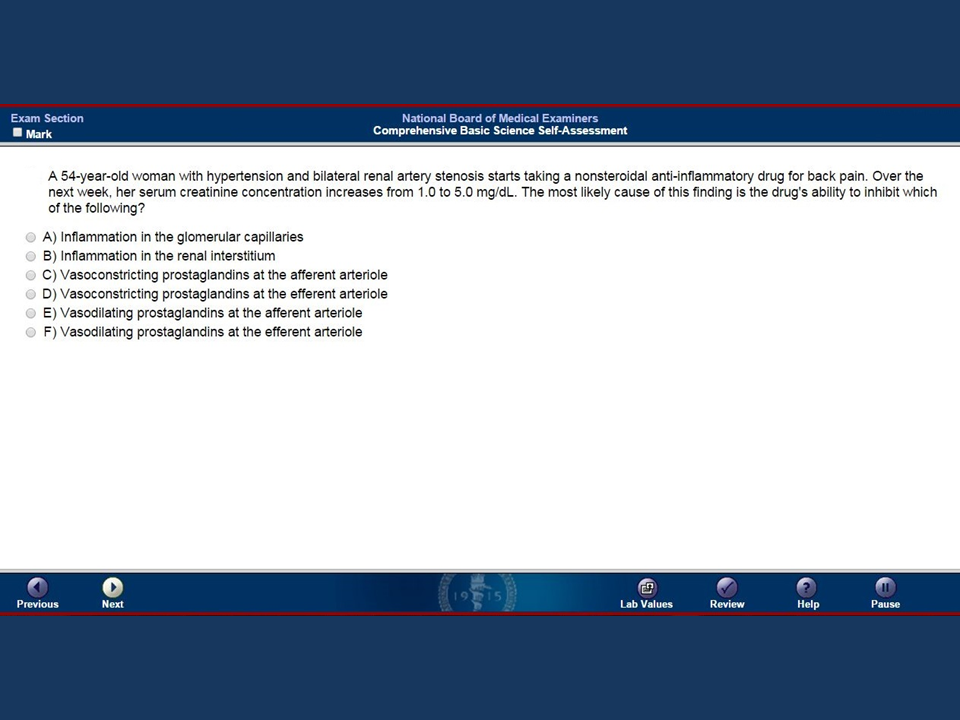 Exam Section
Mark
National Board of Medical Examiners
Comprehensive Basic Science Self-Assessment
A 54-year-old woman with hypertension and bilateral renal artery stenosis starts taking a nonsteroidal anti-inflammatory drug for back pain. Over the
next week, her serum creatinine concentration increases from 1.0 to 5.0 mg/dL. The most likely cause of this finding is the drug's ability to inhibit which
of the following?
A) Inflammation in the glomerular capillaries
B) Inflammation in the renal interstitium
C) Vasoconstricting prostaglandins at the afferent arteriole
D) Vasoconstricting prostaglandins at the efferent arteriole
E) Vasodilating prostaglandins at the afferent arteriole
F) Vasodilating prostaglandins at the efferent arteriole
Previous
Next
1915
Lab Values
Review
Help
Pause